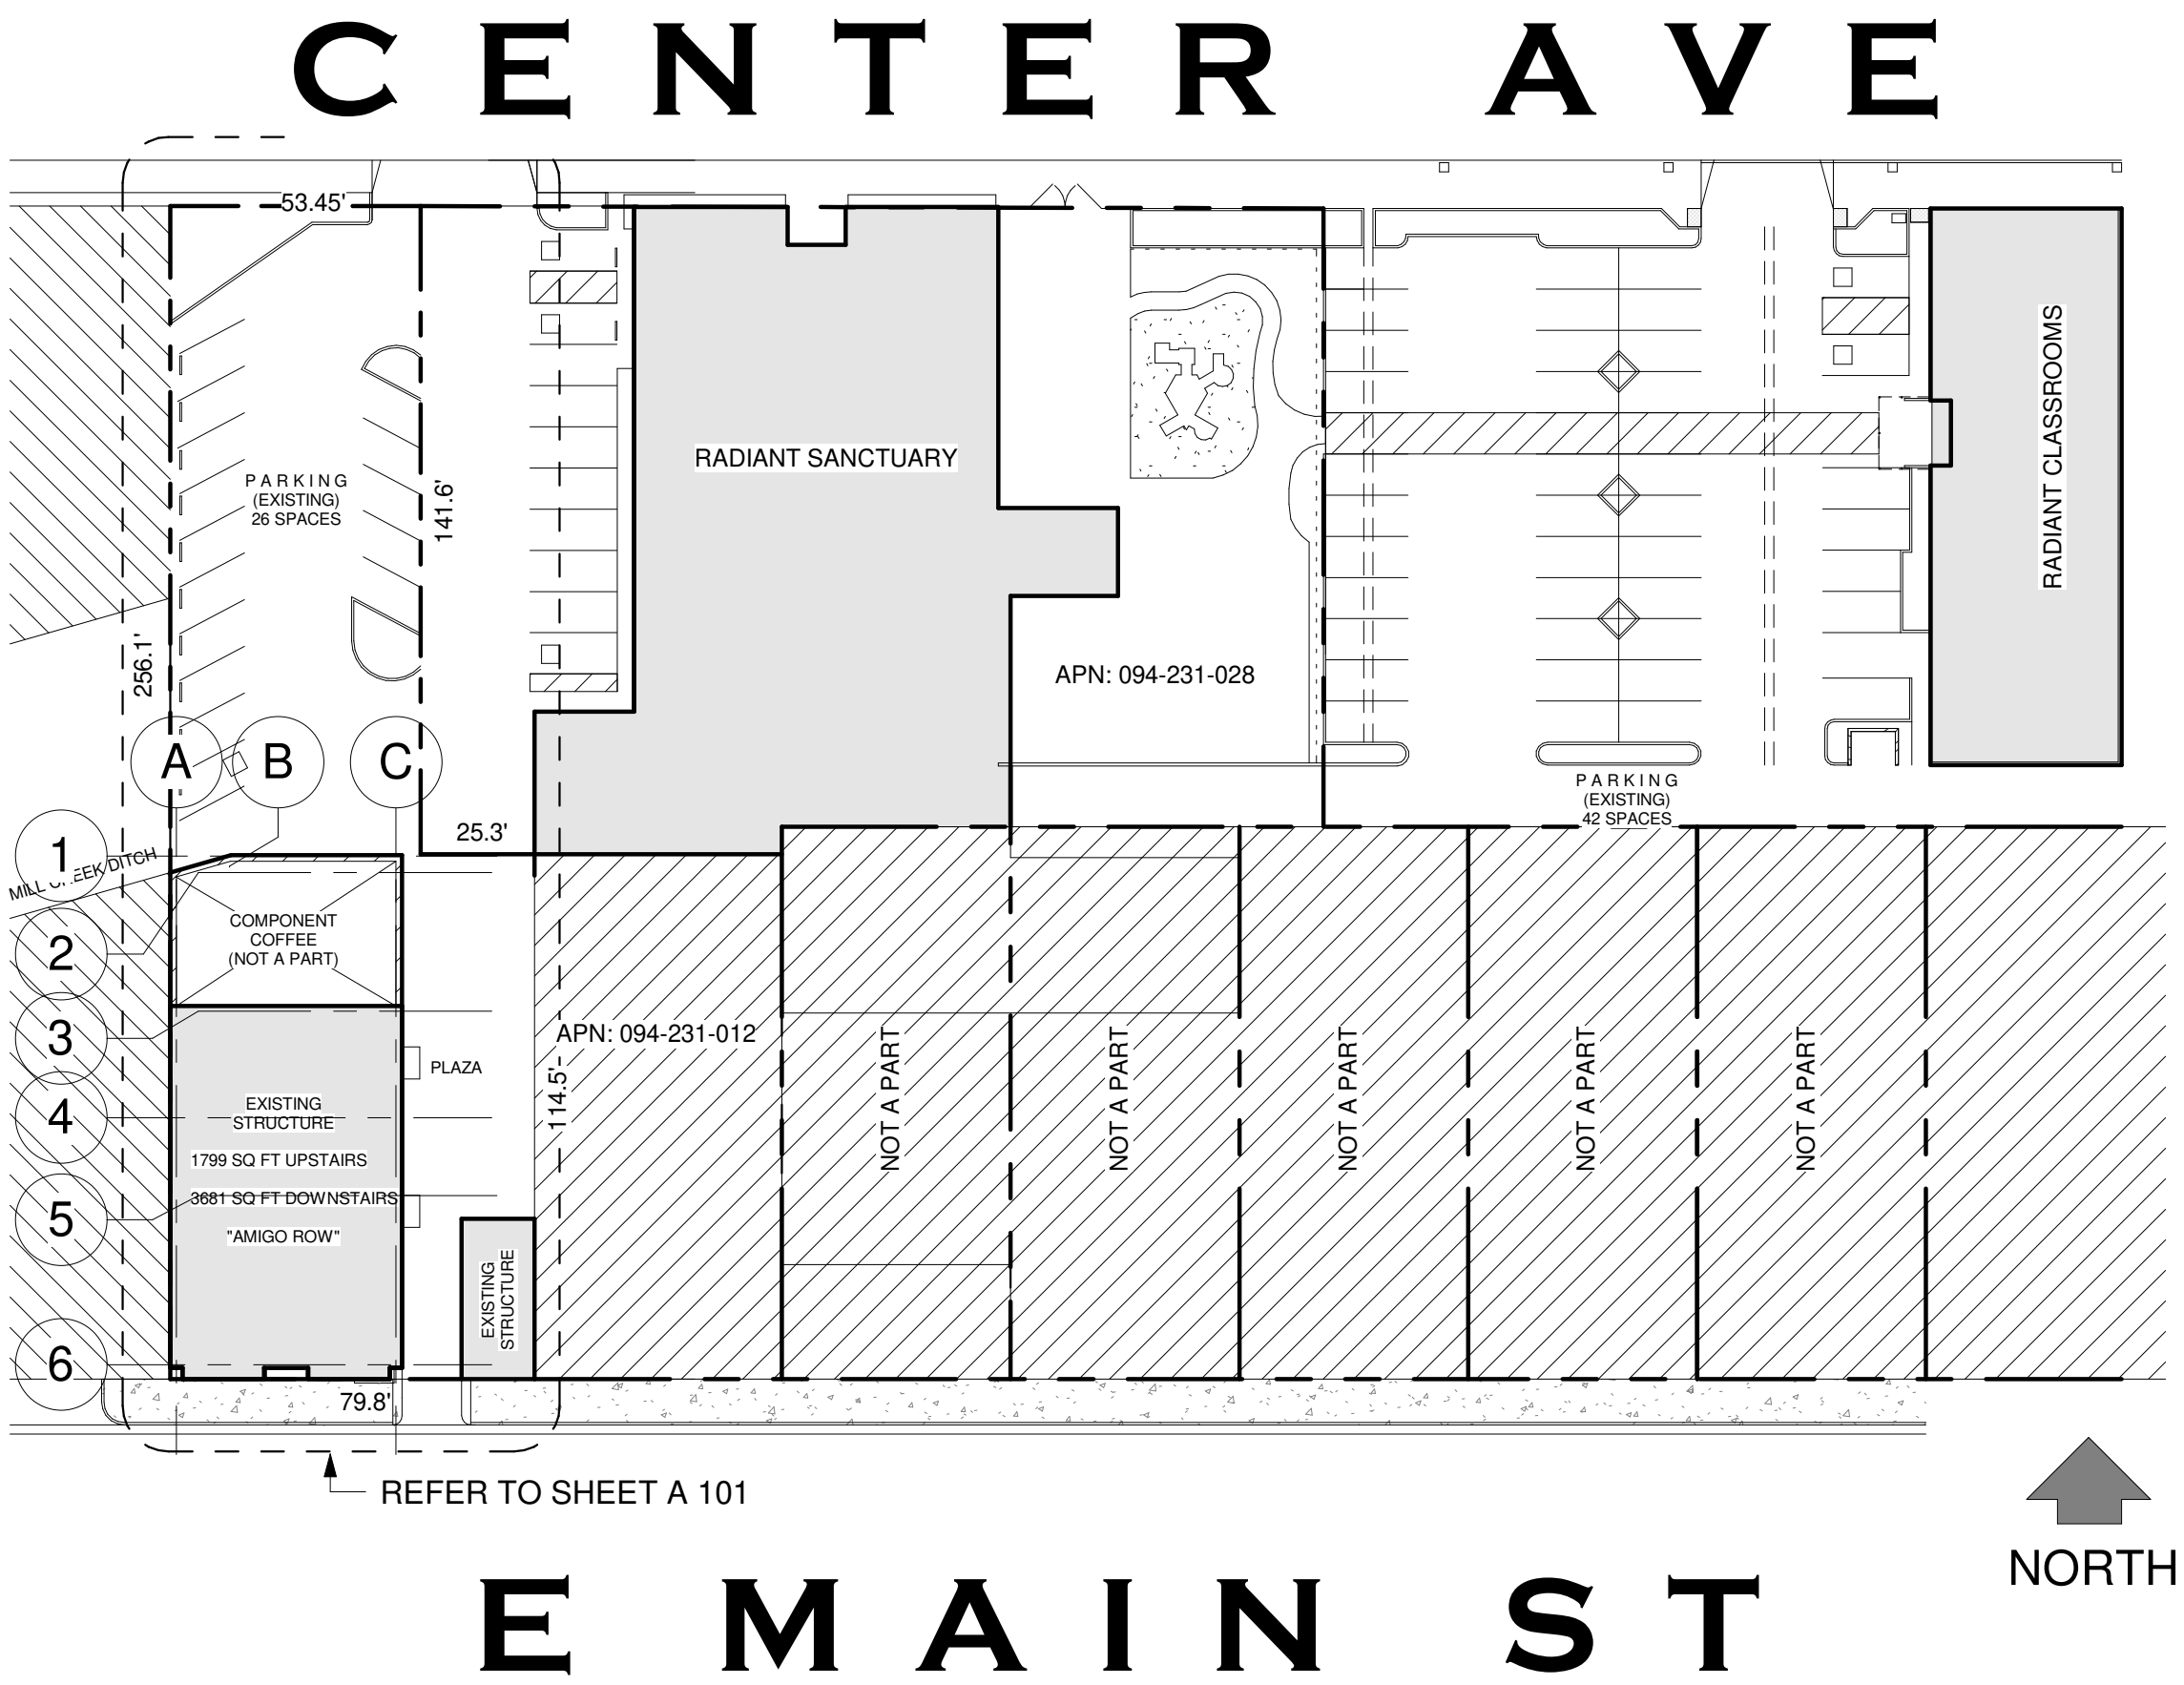 CENTER AVE
53.45'
PARKING
(EXISTING)
26 SPACES
141.6'
256.1'
RADIANT SANCTUARY
APN: 094-231-028
RADIANT CLASSROOMS
A
B
C
25.3'
PARKING
(EXISTING)
42 SPACES
1
MILL CREEK DITCH
2
COMPONENT
COFFEE
(NOT A PART)
3
APN: 094-231-012
PLAZA
4
EXISTING
STRUCTURE
1799 SQ FT UPSTAIRS
3681 SQ FT DOWNSTAIRS
"AMIGO ROW"
114.5'
5
EXISTING
STRUCTURE
NOT A PART
NOT A PART
NOT A PART
NOT A PART
NOT A PART
6
79.8'
REFER TO SHEET A 101
NORTH
E MAIN ST